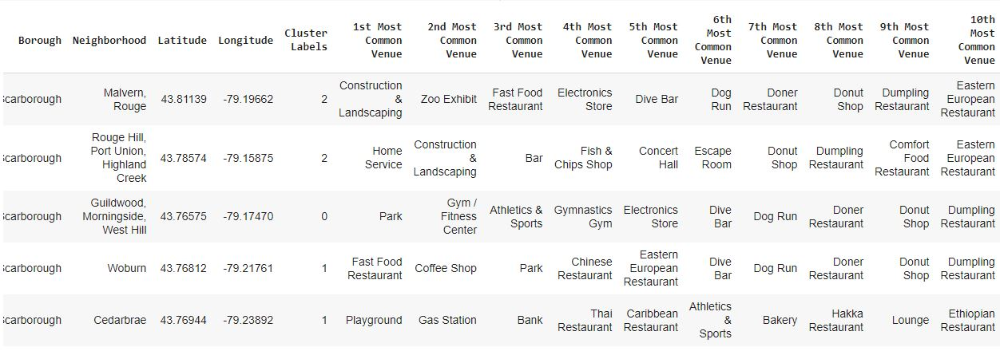 Borough Neighborhood Latitude Longitude Cluster Labels 1st Most Common Venue 2nd Most Common Venue 3rd Most Common Venue 4th Most Common Venue 5th Most Common Venue 6th Most Common Venue 7th Most Common Venue 8th Most Common Venue 9th Most Common Venue 10th Most Common Venue
Scarborough Malvern, Rouge 43.81139 -79.19662 2 Construction & Landscaping Zoo Exhibit Fast Food Restaurant Electronics Store Dive Bar Dog Run Doner Restaurant Donut Shop Dumpling Restaurant Eastern European Restaurant
Scarborough Rouge Hill, Port Union, Highland Creek 43.78574 -79.15875 2 Home Service Construction & Landscaping Bar Fish & Chips Shop Concert Hall Escape Room Donut Shop Dumpling Restaurant Comfort Food Restaurant Eastern European Restaurant
Scarborough Guildwood, Morningside, West Hill 43.76575 -79.17470 0 Park Gym / Fitness Center Athletics & Sports Gymnastics Gym Electronics Store Dive Bar Dog Run Doner Restaurant Donut Shop Dumpling Restaurant
Scarborough Woburn 43.76812 -79.21761 1 Fast Food Restaurant Coffee Shop Park Chinese Restaurant Eastern European Restaurant Dive Bar Dog Run Doner Restaurant Donut Shop Dumpling Restaurant
Scarborough Cedarbrae 43.76944 -79.23892 1 Playground Gas Station Bank Thai Restaurant Caribbean Restaurant Athletics & Sports Bakery Hakka Restaurant Lounge Ethiopian Restaurant